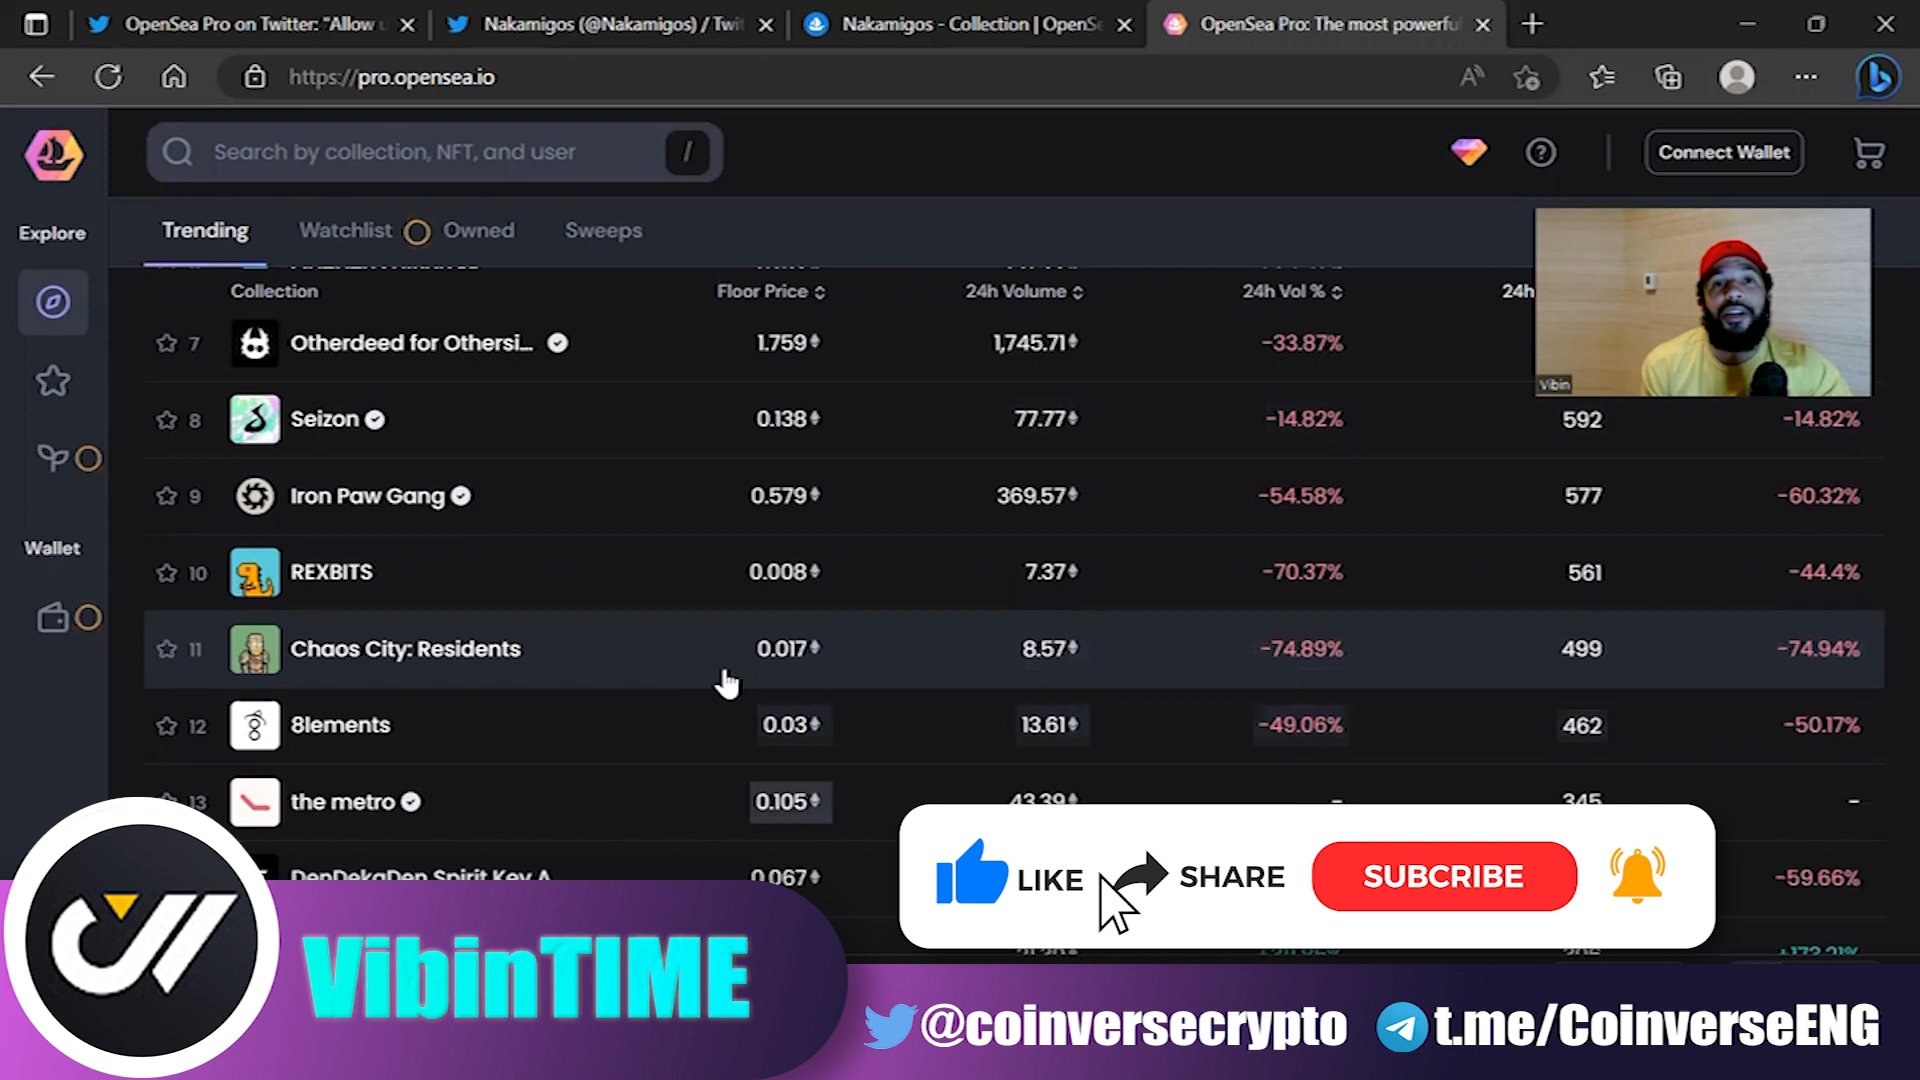 OpenSea Pro on Twitter: "Allow u
Nakamigos (@Nakamigos) / Twit
Nakamigos - Collection | OpenSe
OpenSea Pro: The most powerful
https://pro.opensea.io
Search by collection, NFT, and user /
Connect Wallet
Explore
Trending Watchlist Owned Sweeps
Collection Floor Price 24h Volume 24h Vol % 24h
7 Otherdeed for Othersi... 1.759 1,745.71 -33.87%
Vibin
8 Seizon 0.138 77.77 -14.82% 592 -14.82%
9 Iron Paw Gang 0.579 369.57 -54.58% 577 -60.32%
Wallet
10 REXBITS 0.008 7.37 -70.37% 561 -44.4%
11 Chaos City: Residents 0.017 8.57 -74.89% 499 -74.94%
12 8lements 0.03 13.61 -49.06% 462 -50.17%
13 the metro 0.105 43.39 - 345 -
DenDekaDen Spirit Key A 0.067 -59.66%
LIKE SHARE SUBCRIBE
VibinTIME
@coinversecrypto t.me/CoinverseENG